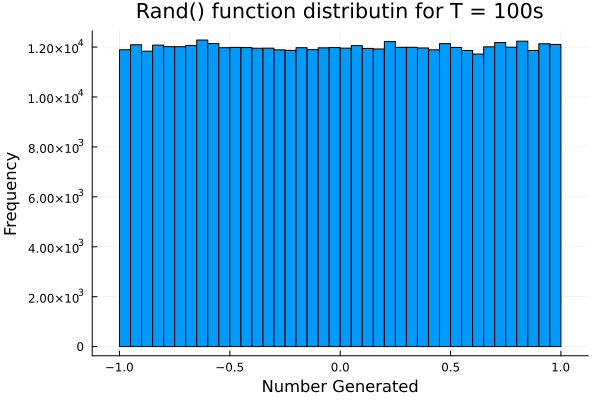 Rand() function distributin for T = 100s
Frequency
1.20×10⁴
1.00×10⁴
8.00×10³
6.00×10³
4.00×10³
2.00×10³
0
−1.0 −0.5 0.0 0.5 1.0
Number Generated